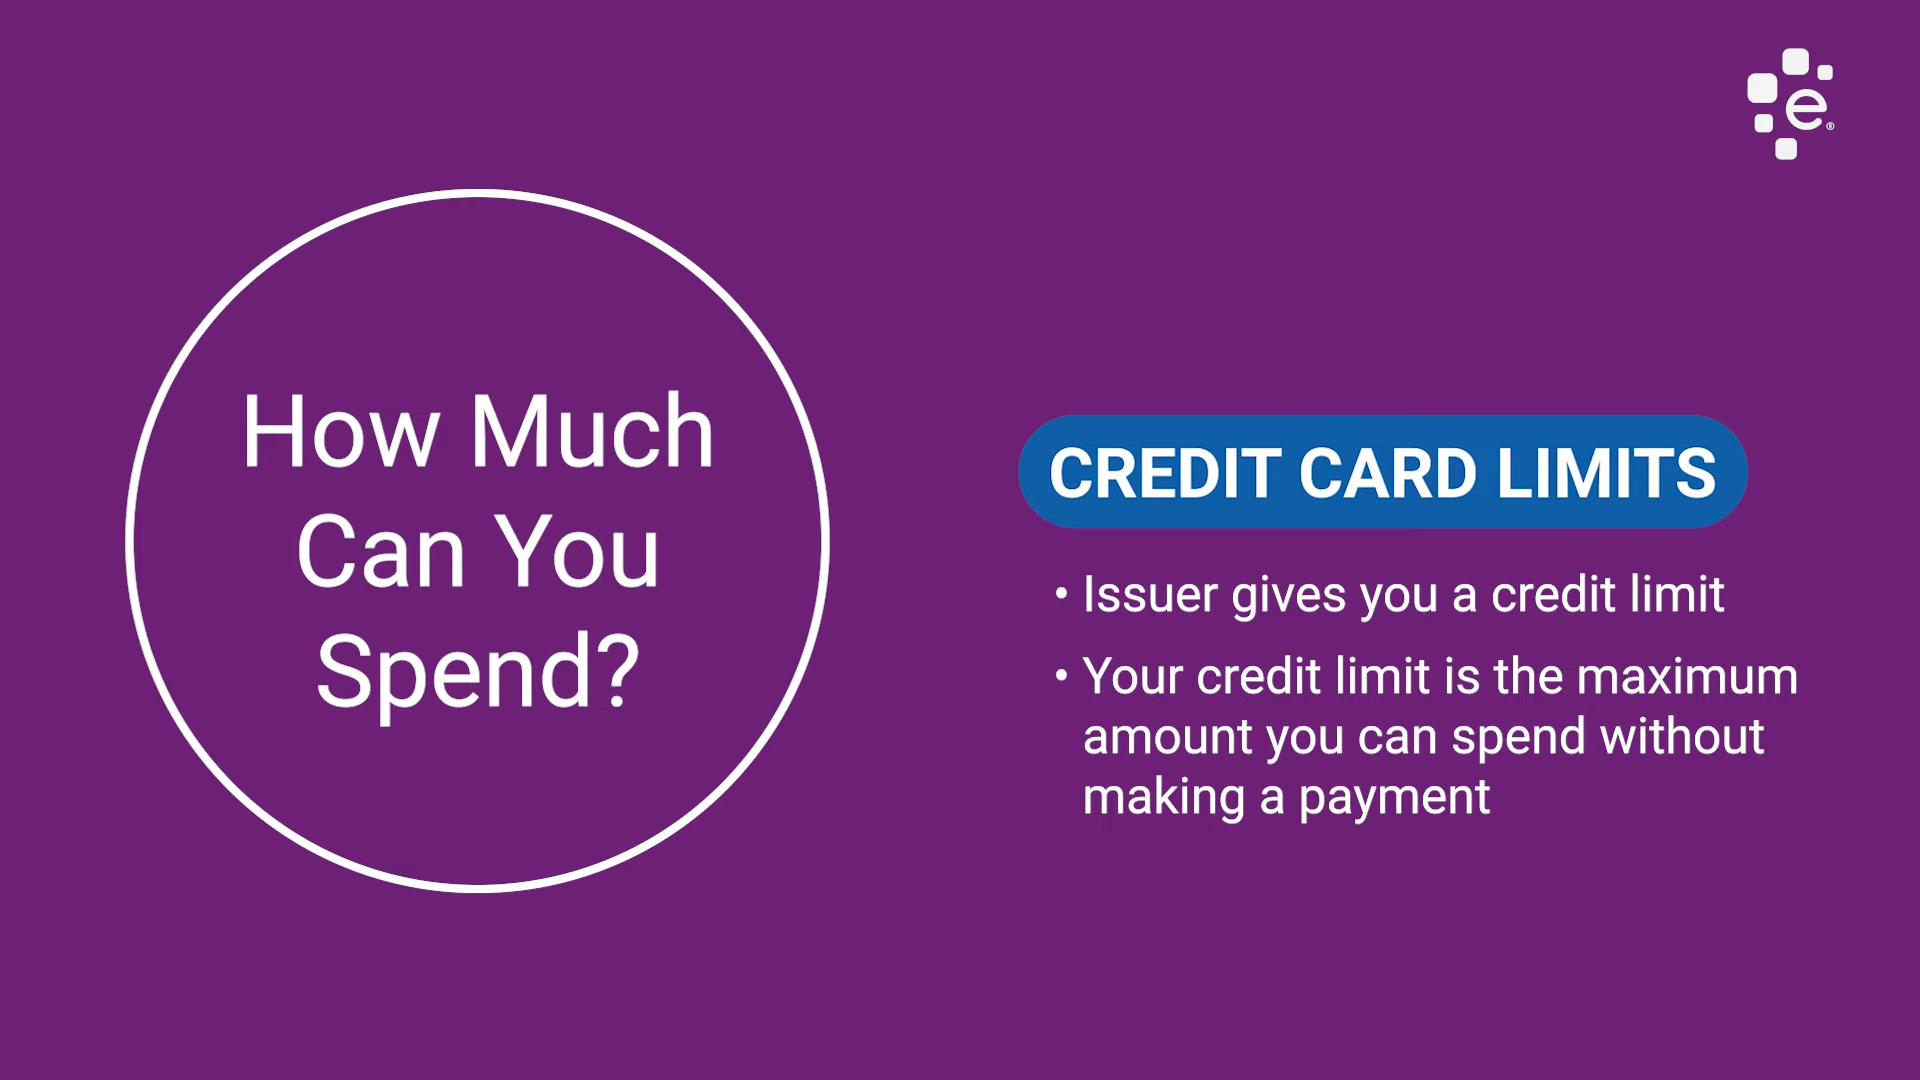 e®
How Much
Can You
Spend?
CREDIT CARD LIMITS
• Issuer gives you a credit limit
• Your credit limit is the maximum
amount you can spend without
making a payment